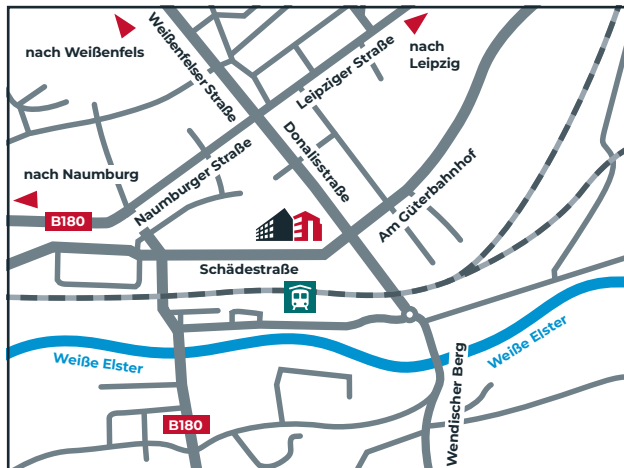 nach Weißenfels
Weißenfelser Straße
nach
Leipzig
Leipziger Straße
Donalisstraße
nach Naumburg
Naumburger Straße
B180
Am Güterbahnhof
Schädestraße
Weiße Elster
Weiße Elster
Wendischer Berg
B180